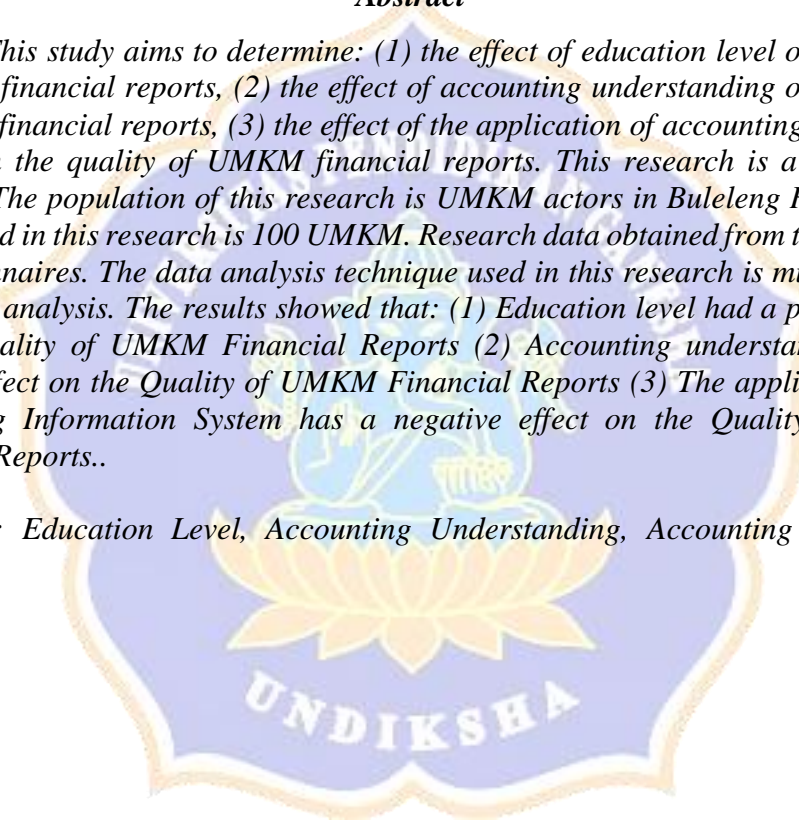 Abstract
This study aims to determine: (1) the effect of education level o
financial reports, (2) the effect of accounting understanding o
financial reports, (3) the effect of the application of accounting
the quality of UMKM financial reports. This research is a
The population of this research is UMKM actors in Buleleng
d in this research is 100 UMKM. Research data obtained from t
nnaires. The data analysis technique used in this research is mu
analysis. The results showed that: (1) Education level had a p
ality of UMKM Financial Reports (2) Accounting understa
fect on the Quality of UMKM Financial Reports (3) The appli
g Information System has a negative effect on the Quality
Reports..
: Education Level, Accounting Understanding, Accounting
UNDIKSHA